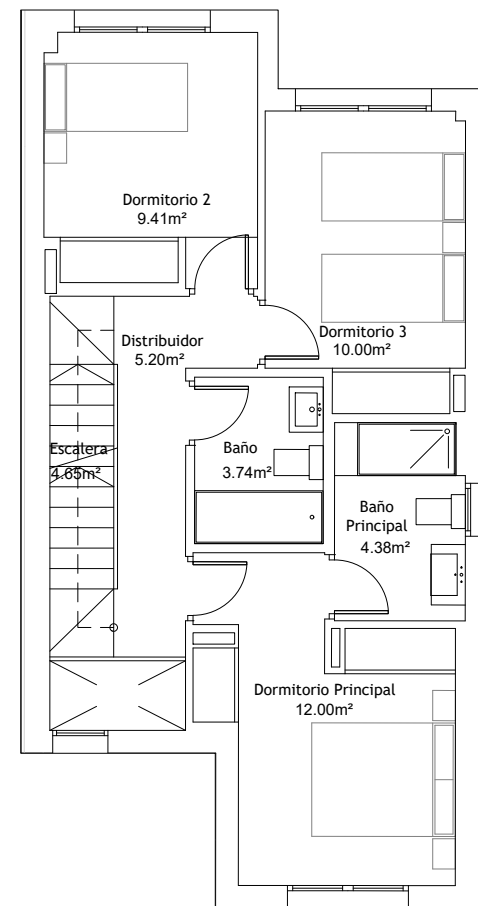 Dormitorio 2
9.41m²
Distribuidor
5.20m²
Dormitorio 3
10.00m²
Escalera
4.65m²
Baño
3.74m²
Baño
Principal
4.38m²
Dormitorio Principal
12.00m²